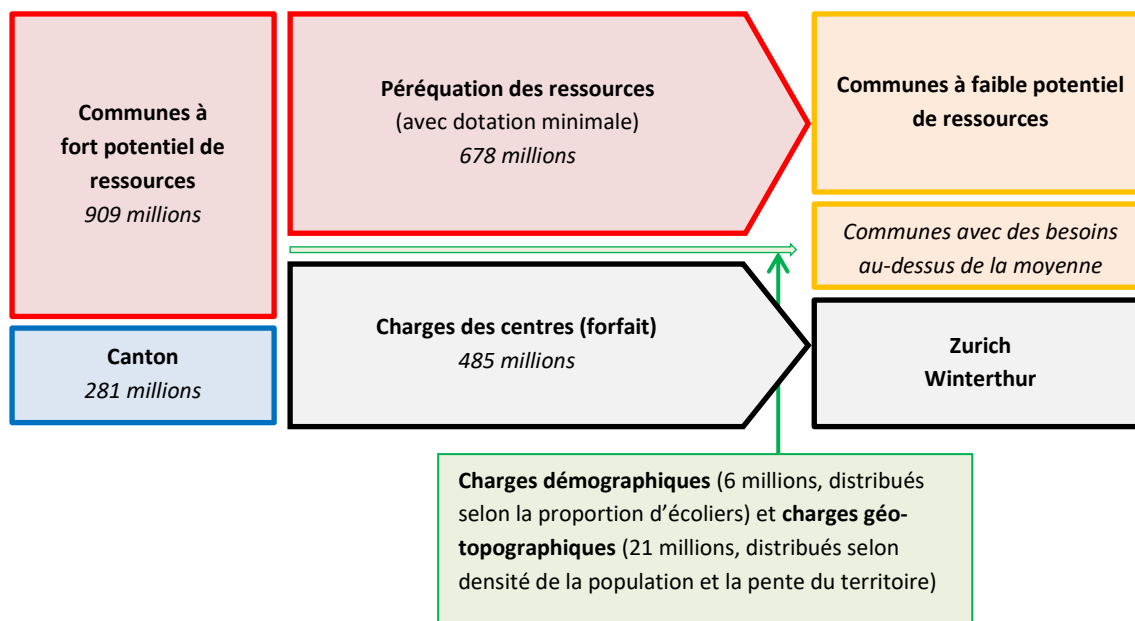 Communes à
fort potentiel de
ressources
909 millions
Canton
281 millions
Péréquation des ressources
(avec dotation minimale)
678 millions
Charges des centres (forfait)
485 millions
Communes à faible potentiel
de ressources
Communes avec des besoins
au-dessus de la moyenne
Zurich
Winterthur
Charges démographiques (6 millions, distribués
selon la proportion d’écoliers) et charges géo-
topographiques (21 millions, distribués selon
densité de la population et la pente du territoire)